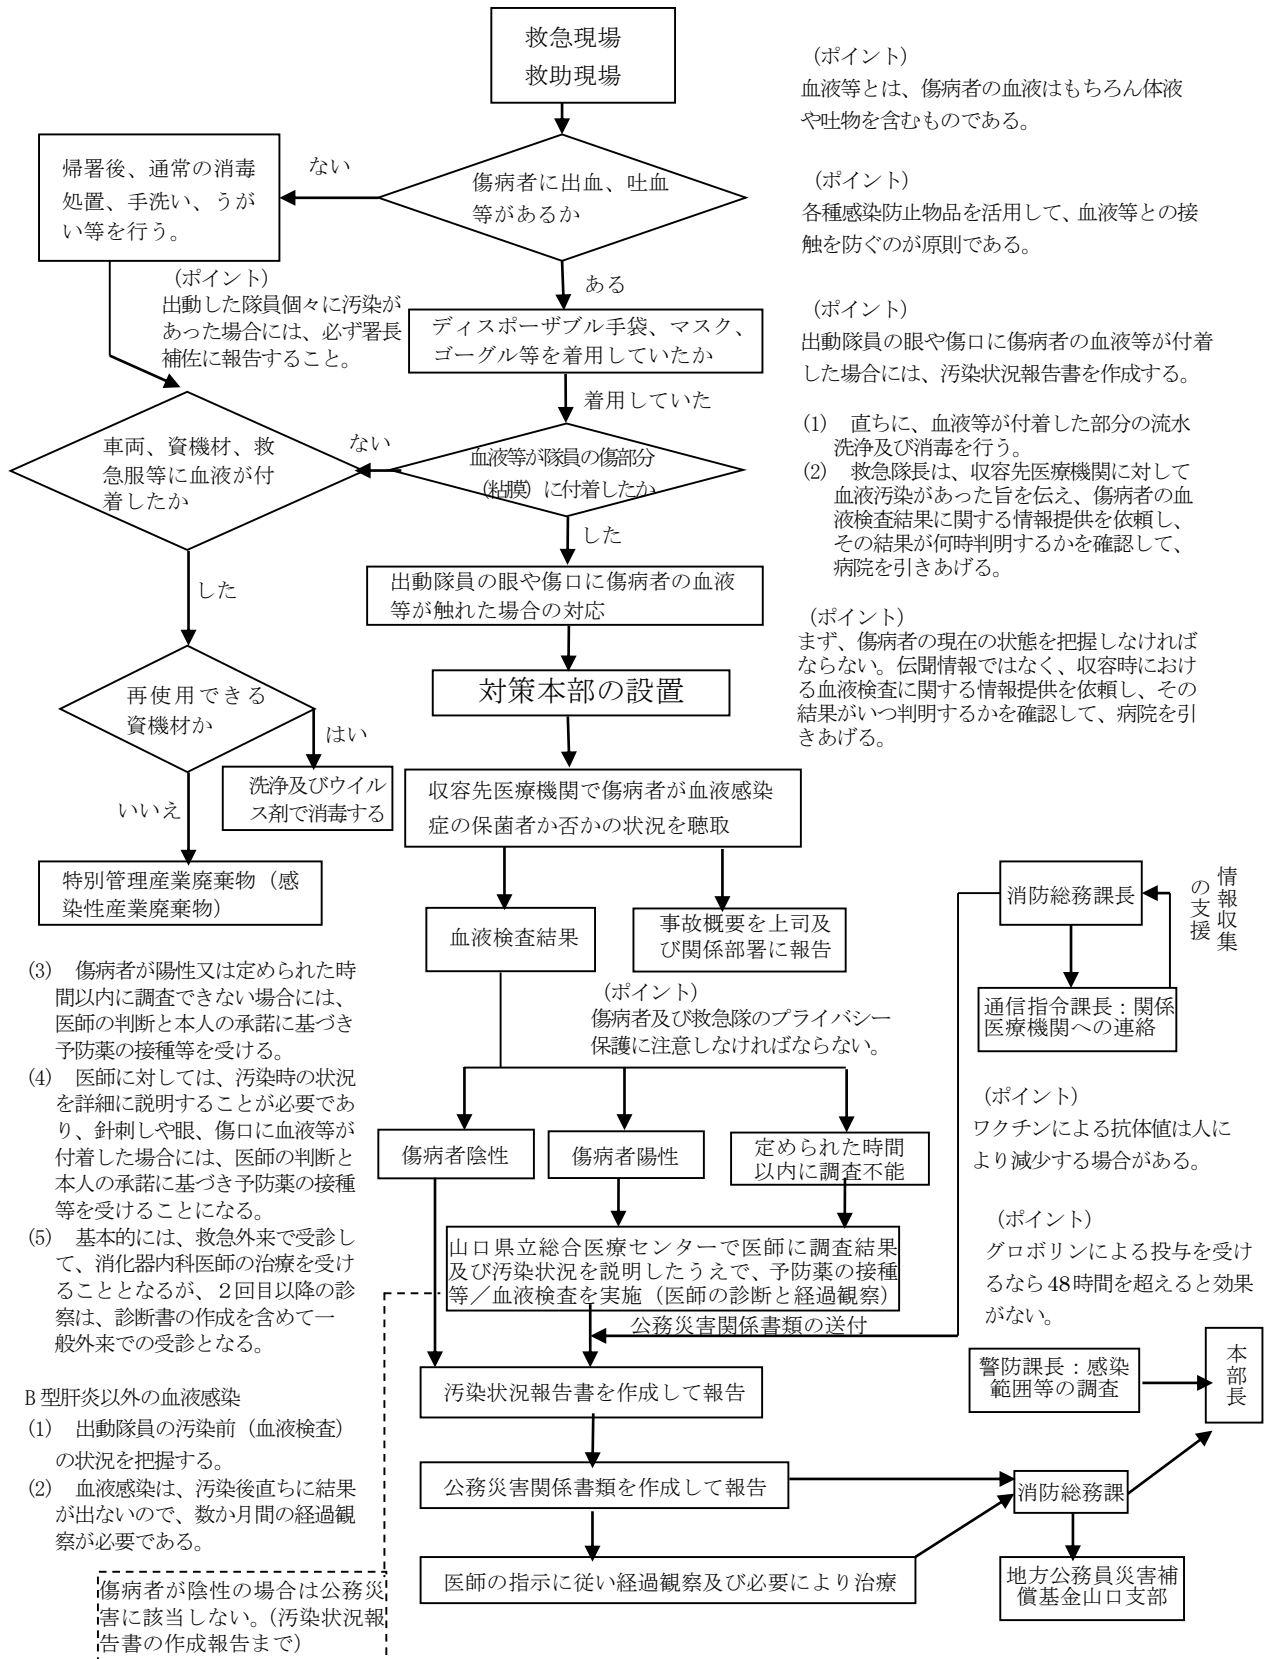 救急現場
救助現場
（ポイント）
血液等とは、傷病者の血液はもちろん体液
や吐物を含むものである。
帰署後、通常の消毒
処置、手洗い、うが
い等を行う。
ない
傷病者に出血、吐血
等があるか
（ポイント）
各種感染防止物品を活用して、血液等との接
触を防ぐのが原則である。
（ポイント）
出動した隊員個々に汚染が
あった場合には、必ず署長
補佐に報告すること。
ある
ディスポーザブル手袋、マスク、
ゴーグル等を着用していたか
（ポイント）
出動隊員の眼や傷口に傷病者の血液等が付着
した場合には、汚染状況報告書を作成する。
着用していた
車両、資機材、救
急服等に血液が付
着したか
ない
血液等が隊員の傷部分
（粘膜）に付着したか
(1)　直ちに、血液等が付着した部分の流水
洗浄及び消毒を行う。
(2)　救急隊長は、収容先医療機関に対して
血液汚染があった旨を伝え、傷病者の血
液検査結果に関する情報提供を依頼し、
その結果が何時判明するかを確認して、
病院を引きあげる。
した
した
出動隊員の眼や傷口に傷病者の血液
等が触れた場合の対応
（ポイント）
まず、傷病者の現在の状態を把握しなければ
ならない。伝聞情報ではなく、収容時におけ
る血液検査に関する情報提供を依頼し、その
結果がいつ判明するかを確認して、病院を引
きあげる。
再使用できる
資機材か
対策本部の設置
はい
洗浄及びウイル
ス剤で消毒する
いいえ
収容先医療機関で傷病者が血液感染
症の保菌者か否かの状況を聴取
特別管理産業廃棄物（感
染性産業廃棄物）
血液検査結果
事故概要を上司及
び関係部署に報告
消防総務課長
情報収集
の支援
通信指令課長：関係
医療機関への連絡
(3)　傷病者が陽性又は定められた時
間以内に調査できない場合には、
医師の判断と本人の承諾に基づき
予防薬の接種等を受ける。
(4)　医師に対しては、汚染時の状況
を詳細に説明することが必要であ
り、針刺しや眼、傷口に血液等が
付着した場合には、医師の判断と
本人の承諾に基づき予防薬の接種
等を受けることになる。
(5)　基本的には、救急外来で受診し
て、消化器内科医師の治療を受け
ることとなるが、２回目以降の診
察は、診断書の作成を含めて一
般外来での受診となる。
（ポイント）
傷病者及び救急隊のプライバシー
保護に注意しなければならない。
（ポイント）
ワクチンによる抗体値は人に
より減少する場合がある。
傷病者陰性
傷病者陽性
定められた時間
以内に調査不能
（ポイント）
グロボリンによる投与を受け
るなら48時間を超えると効果
がない。
山口県立総合医療センターで医師に調査結果
及び汚染状況を説明したうえで、予防薬の接種
等／血液検査を実施（医師の診断と経過観察）
公務災害関係書類の送付
汚染状況報告書を作成して報告
警防課長：感染
範囲等の調査
本部長
B型肝炎以外の血液感染
(1)　出動隊員の汚染前（血液検査）
の状況を把握する。
(2)　血液感染は、汚染後直ちに結果
が出ないので、数か月間の経過観
察が必要である。
公務災害関係書類を作成して報告
消防総務課
医師の指示に従い経過観察及び必要により治療
地方公務員災害補
償基金山口支部
傷病者が陰性の場合は公務災
害に該当しない。（汚染状況報
告書の作成報告まで）